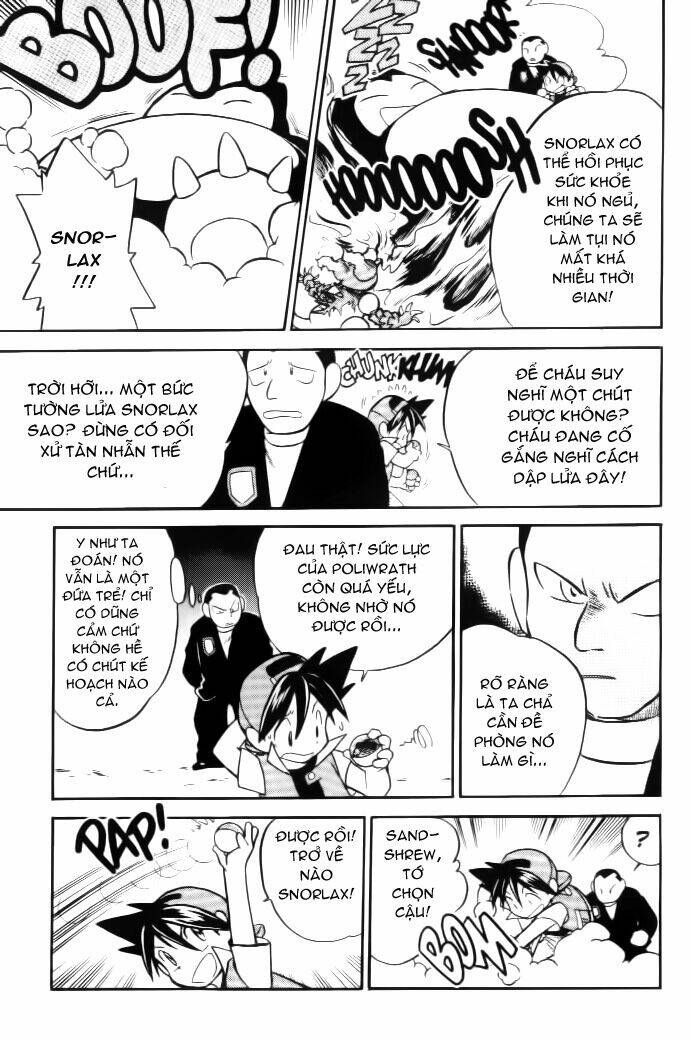 ZZZZZ
SNOOOR
HOOOOOOOOSH
SNORLAX CÓ
THỂ HỒI PHỤC
SỨC KHỎE
KHI NÓ NGỦ,
CHÚNG TA SẼ
LÀM TỤI NÓ
MẤT KHÁ
NHIỀU THỜI
GIAN!
BOOF!
SNOR-
LAX
!!!
CHUNK
KHUM
ĐỂ CHÁU SUY
NGHĨ MỘT CHÚT
ĐƯỢC KHÔNG?
CHÁU ĐANG CỐ
GẮNG NGHĨ CÁCH
DẬP LỬA ĐÂY!
TRỜI HỠI... MỘT BỨC
TƯỜNG LỬA SNORLAX
SAO? ĐỪNG CÓ ĐỐI
XỬ TÀN NHẪN THẾ
CHỨ...
RÕ RÀNG
LÀ TA CHẢ
CẦN ĐỀ
PHÒNG NÓ
LÀM GÌ...
ĐAU THẬT! SỨC LỰC
CỦA POLIWRATH
CÒN QUÁ YẾU,
KHÔNG NHỜ NÓ
ĐƯỢC RỒI...
Y NHƯ TA
ĐOÁN! NÓ
VẪN LÀ MỘT
ĐỨA TRẺ! CHỈ
CÓ DŨNG
CẢM CHỨ
KHÔNG HỀ
CÓ CHÚT KẾ
HOẠCH NÀO
CẢ.
?
SAND-
SHREW,
TỚ
CHỌN
CẬU!
BOM
ĐƯỢC RỒI!
TRỞ VỀ
NÀO
SNORLAX!
PAP!